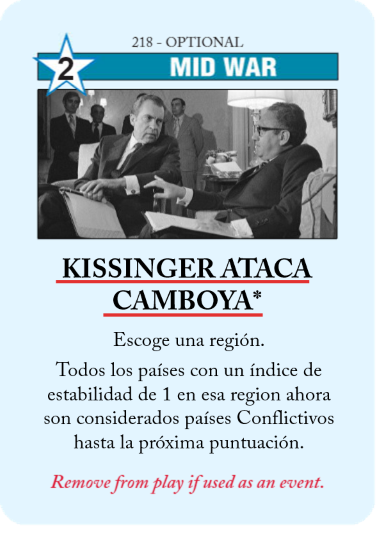 218 - OPTIONAL
2
MID WAR
KISSINGER ATACA
CAMBOYA*
Escoge una región.
Todos los países con un índice de
estabilidad de 1 en esa region ahora
son considerados países Conflictivos
hasta la próxima puntuación.
Remove from play if used as an event.